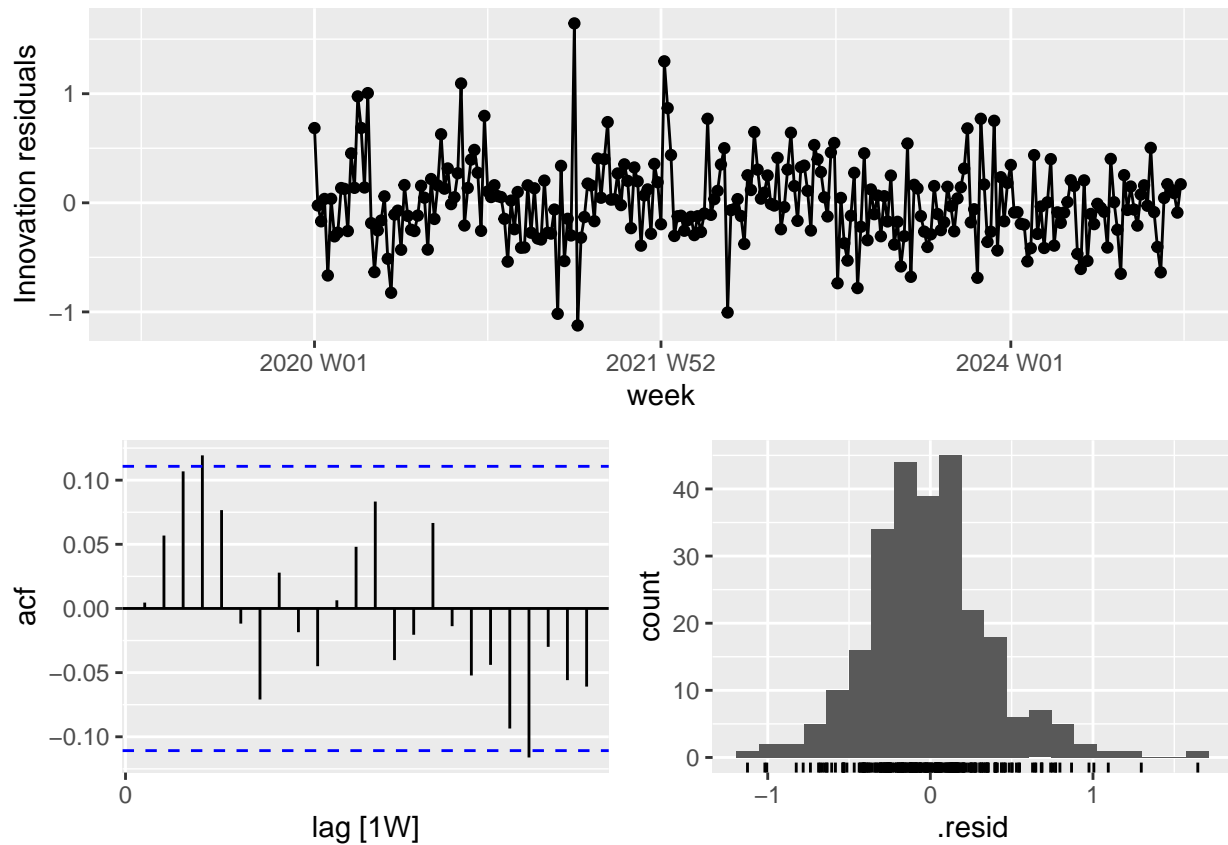 Innovation residuals
1
0
−1
2020 W01
2021 W52
2024 W01
week
acf
0.10
0.05
0.00
−0.05
−0.10
0
lag [1W]
count
40
30
20
10
0
−1
0
1
.resid